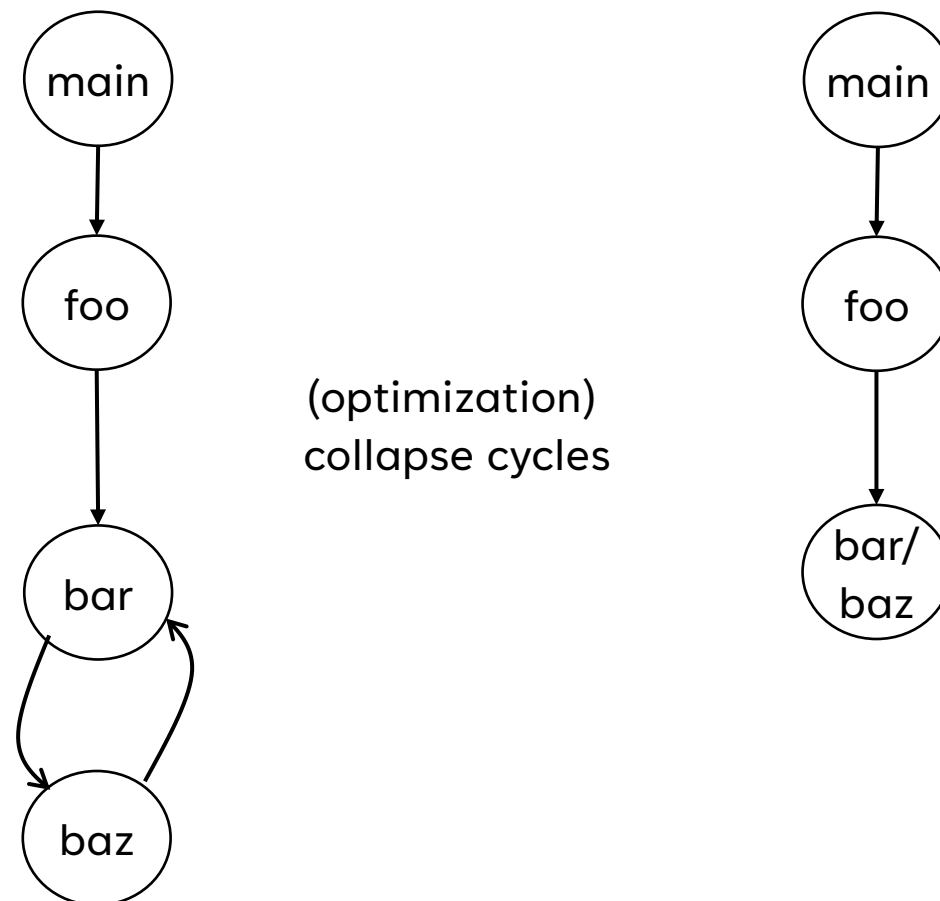 main
foo
bar
baz
(optimization)
collapse cycles
main
foo
bar/
baz